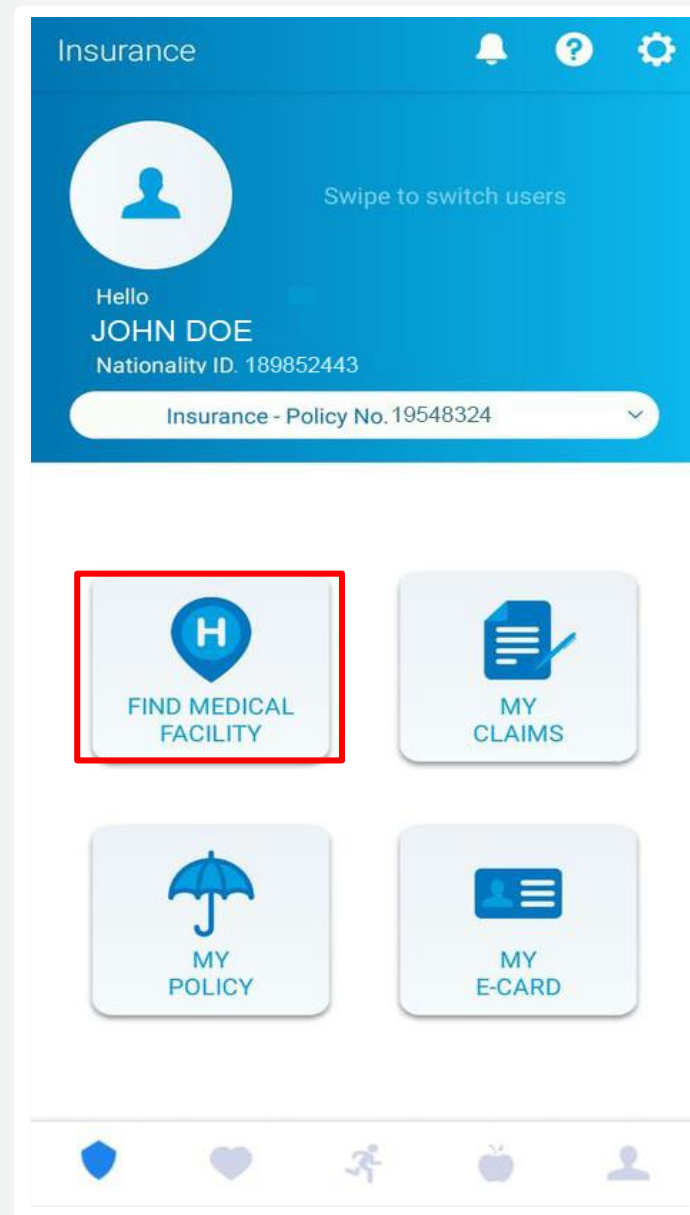 Insurance
Swipe to switch users
Hello
JOHN DOE
Nationality ID. 189852443
Insurance - Policy No. 19548324
H
FIND MEDICAL
FACILITY
MY
CLAIMS
MY
POLICY
MY
E-CARD